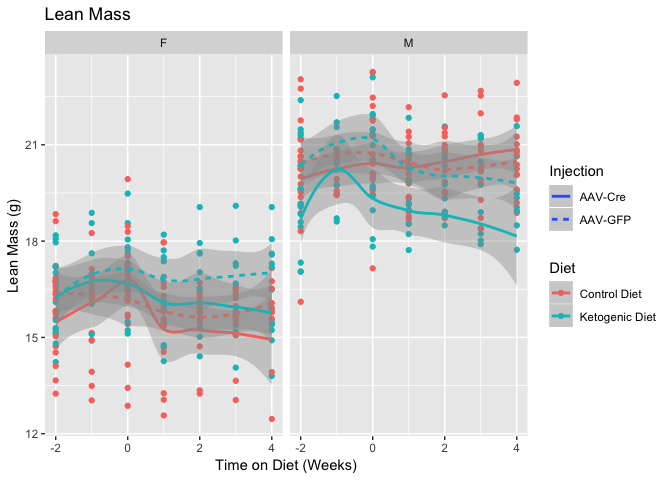 Lean Mass
F
M
21
18
15
12
-2
0
2
4
-2
0
2
4
Lean Mass (g)
Time on Diet (Weeks)
Injection
AAV-Cre
AAV-GFP
Diet
Control Diet
Ketogenic Diet